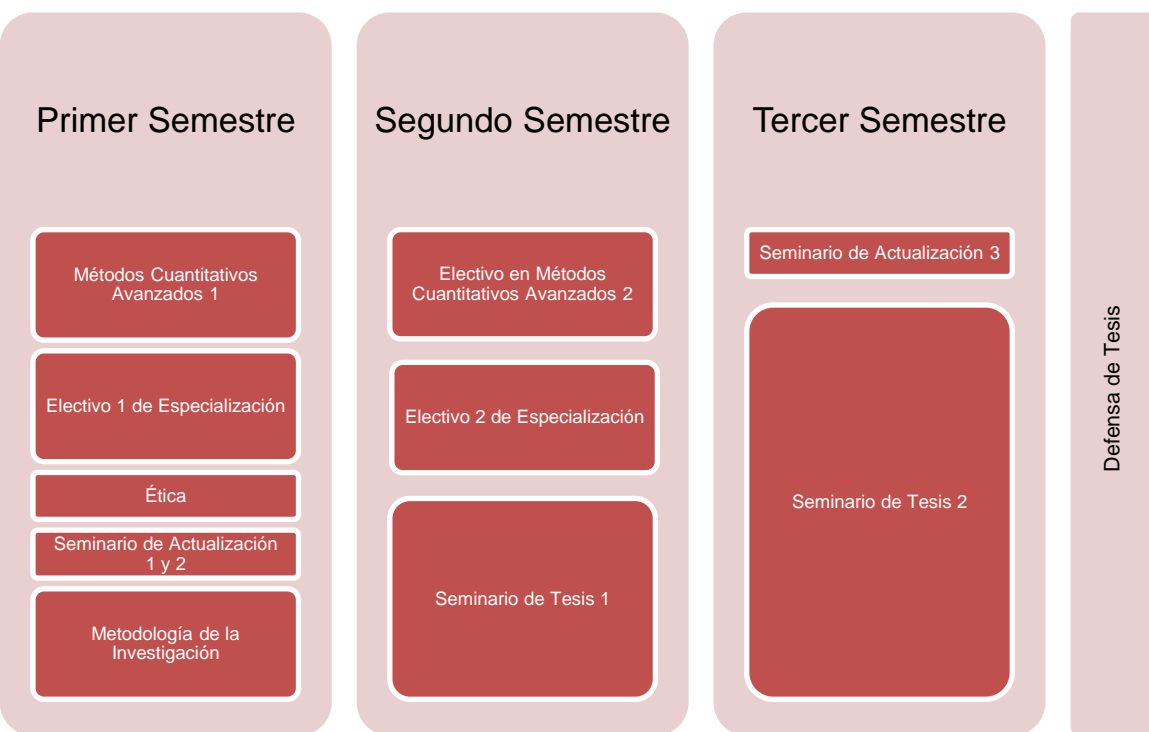 Primer Semestre
Métodos Cuantitativos
Avanzados 1
Electivo 1 de Especialización
Ética
Seminario de Actualización
1 y 2
Metodología de la
Investigación
Segundo Semestre
Electivo en Métodos
Cuantitativos Avanzados 2
Electivo 2 de Especialización
Seminario de Tesis 1
Tercer Semestre
Seminario de Actualización 3
Seminario de Tesis 2
Defensa de Tesis